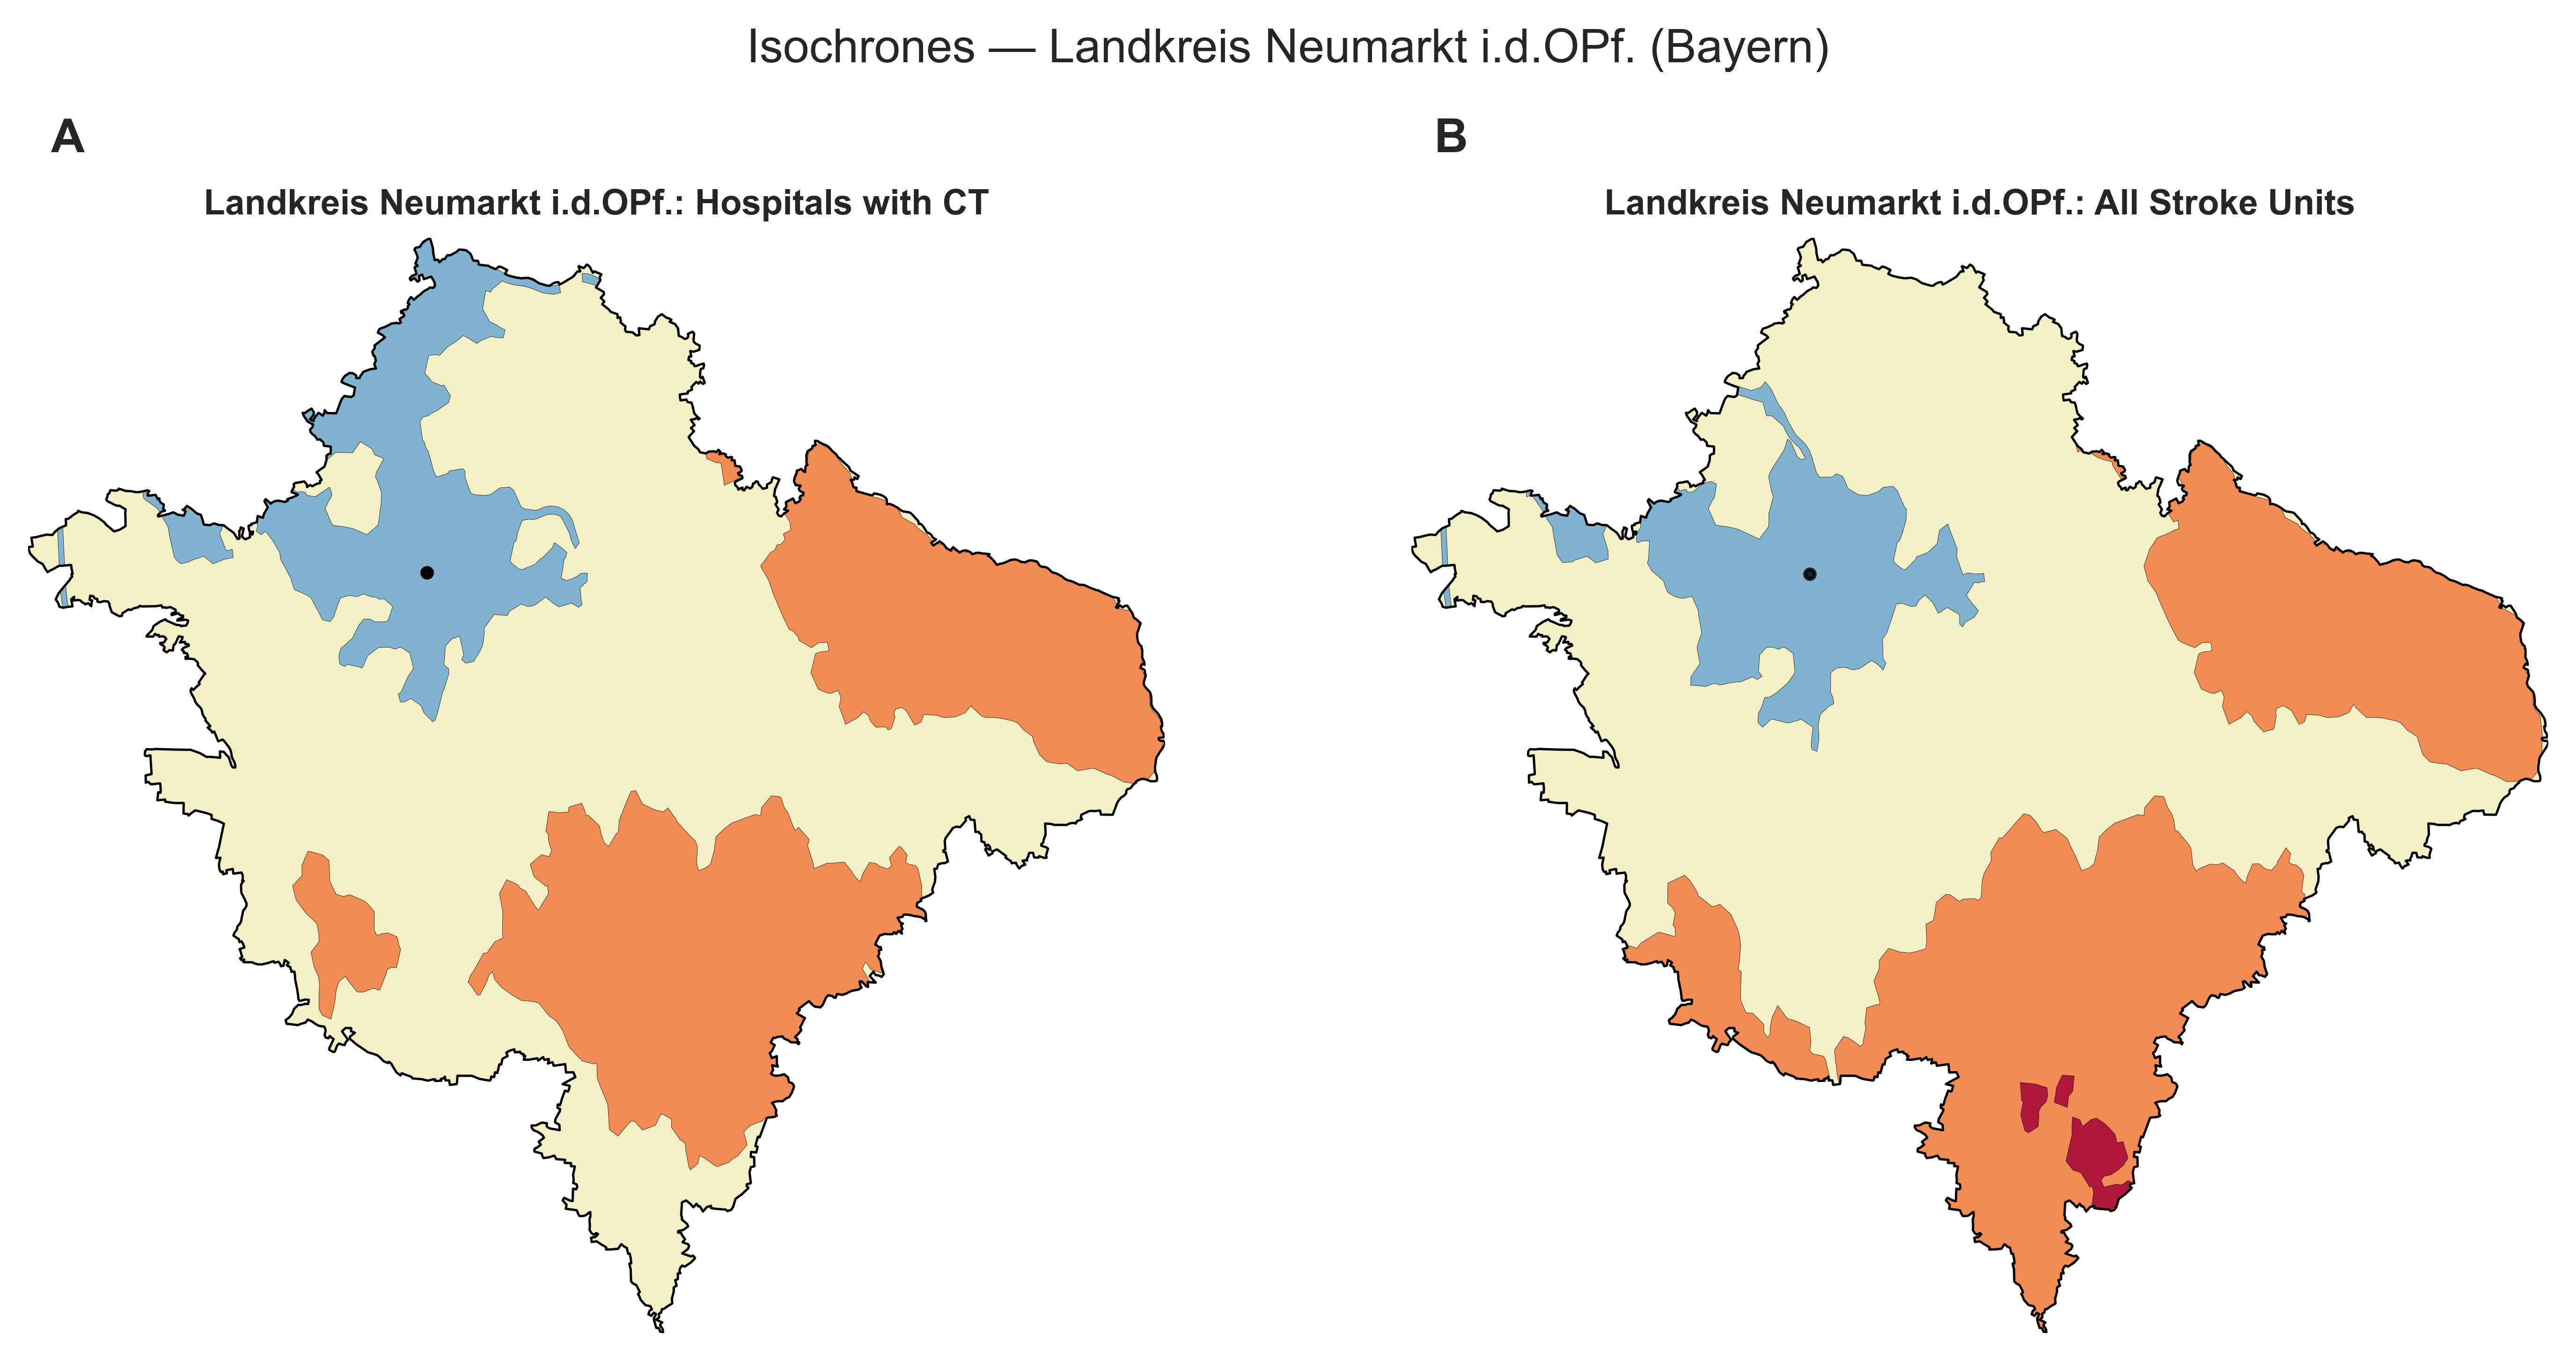 Isochrones — Landkreis Neumarkt i.d.OPf. (Bayern)
A
B
Landkreis Neumarkt i.d.OPf.: Hospitals with CT
Landkreis Neumarkt i.d.OPf.: All Stroke Units